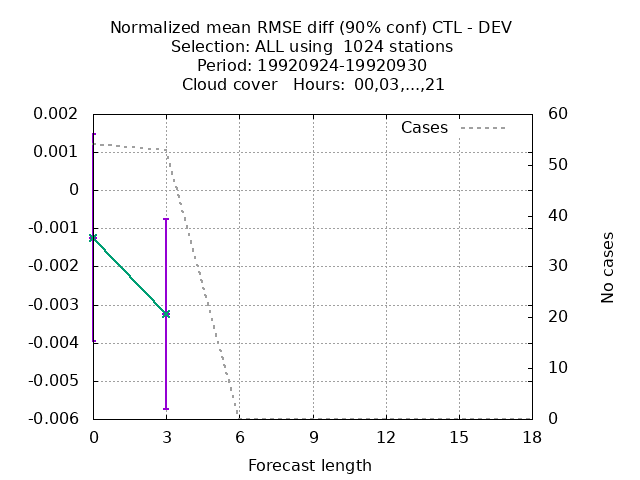 Normalized mean RMSE diff (90% conf) CTL - DEV
Selection: ALL using  1024 stations
Period: 19920924-19920930
Cloud cover   Hours:  00,03,...,21
Cases
0.002
0.001
0
-0.001
-0.002
-0.003
-0.004
-0.005
-0.006
60
50
40
30
20
10
0
No cases
0 3 6 9 12 15 18
Forecast length